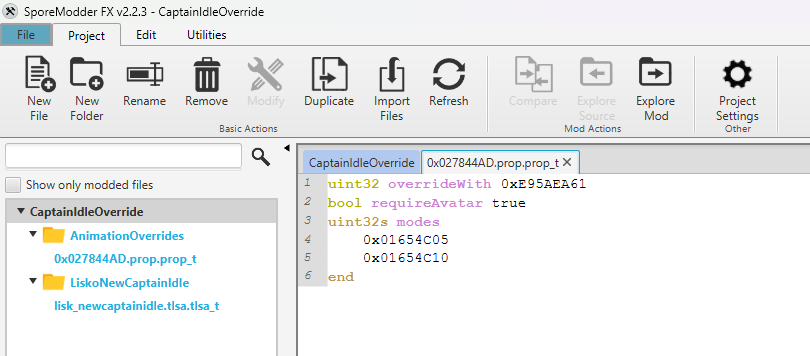 SporeModder FX v2.2.3 - CaptainIdleOverride
File Project Edit Utilities
New File
New Folder
Rename
Remove
Modify
Duplicate
Import Files
Refresh
Compare
Explore Source
Explore Mod
Project Settings
Basic Actions
Mod Actions
Other
Show only modded files
CaptainIdleOverride
AnimationOverrides
0x027844AD.prop.prop_t
LiskoNewCaptainIdle
lisk_newcaptainidle.tlsa.tlsa_t
CaptainIdleOverride 0x027844AD.prop.prop_t ×
1 uint32 overrideWith 0xE95AEA61
2 bool requireAvatar true
3 uint32s modes
4 0x01654C05
5 0x01654C10
6 end